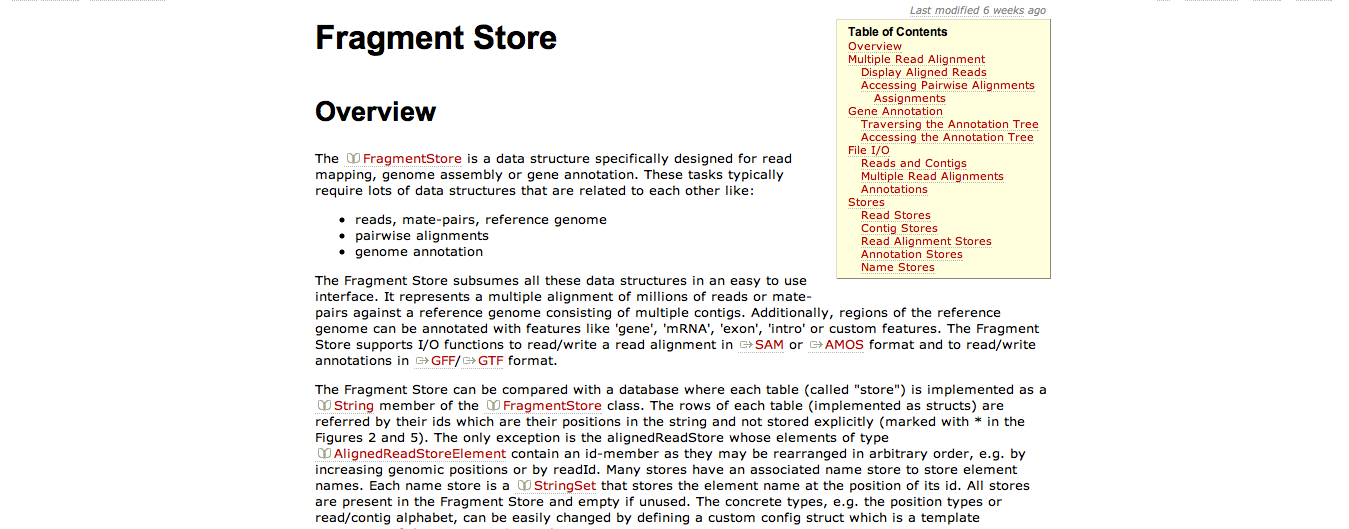 Last modified 6 weeks ago
Fragment Store
Table of Contents
Overview
Multiple Read Alignment
Display Aligned Reads
Accessing Pairwise Alignments
Assignments
Gene Annotation
Traversing the Annotation Tree
Accessing the Annotation Tree
File I/O
Reads and Contigs
Multiple Read Alignments
Annotations
Stores
Read Stores
Contig Stores
Read Alignment Stores
Annotation Stores
Name Stores
Overview
The FragmentStore is a data structure specifically designed for read
mapping, genome assembly or gene annotation. These tasks typically
require lots of data structures that are related to each other like:
• reads, mate-pairs, reference genome
• pairwise alignments
• genome annotation
The Fragment Store subsumes all these data structures in an easy to use
interface. It represents a multiple alignment of millions of reads or mate-
pairs against a reference genome consisting of multiple contigs. Additionally, regions of the reference
genome can be annotated with features like 'gene', 'mRNA', 'exon', 'intro' or custom features. The Fragment
Store supports I/O functions to read/write a read alignment in SAM or AMOS format and to read/write
annotations in GFF/GTF format.
The Fragment Store can be compared with a database where each table (called "store") is implemented as a
String member of the FragmentStore class. The rows of each table (implemented as structs) are
referred by their ids which are their positions in the string and not stored explicitly (marked with * in the
Figures 2 and 5). The only exception is the alignedReadStore whose elements of type
AlignedReadStoreElement contain an id-member as they may be rearranged in arbitrary order, e.g. by
increasing genomic positions or by readId. Many stores have an associated name store to store element
names. Each name store is a StringSet that stores the element name at the position of its id. All stores
are present in the Fragment Store and empty if unused. The concrete types, e.g. the position types or
read/contig alphabet, can be easily changed by defining a custom config struct which is a template